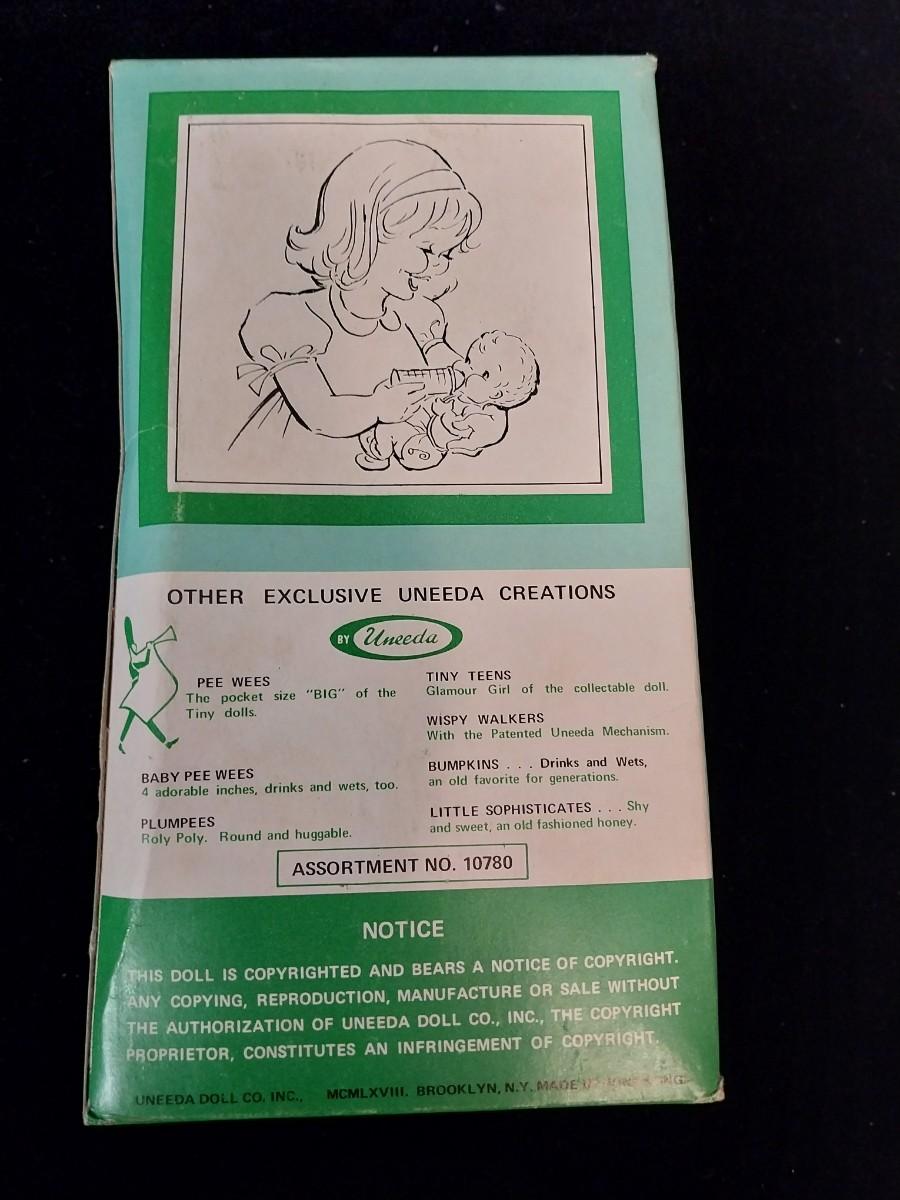 OTHER EXCLUSIVE UNEEDA CREATIONS
BY Uneeda
PEE WEES
The pocket size "BIG" of the
Tiny dolls.
BABY PEE WEES
4 adorable inches, drinks and wets, too.
PLUMPEES
Roly Poly. Round and huggable.
TINY TEENS
Glamour Girl of the collectable doll.
WISPY WALKERS
With the Patented Uneeda Mechanism.
BUMPKINS . . . Drinks and Wets,
an old favorite for generations.
LITTLE SOPHISTICATES . . . Shy
and sweet, an old fashioned honey.
ASSORTMENT NO. 10780
NOTICE
THIS DOLL IS COPYRIGHTED AND BEARS A NOTICE OF COPYRIGHT.
ANY COPYING, REPRODUCTION, MANUFACTURE OR SALE WITHOUT
THE AUTHORIZATION OF UNEEDA DOLL CO., INC., THE COPYRIGHT
PROPRIETOR, CONSTITUTES AN INFRINGEMENT OF COPYRIGHT.
UNEEDA DOLL CO. INC., MCMLXVIII. BROOKLYN, N.Y. MADE